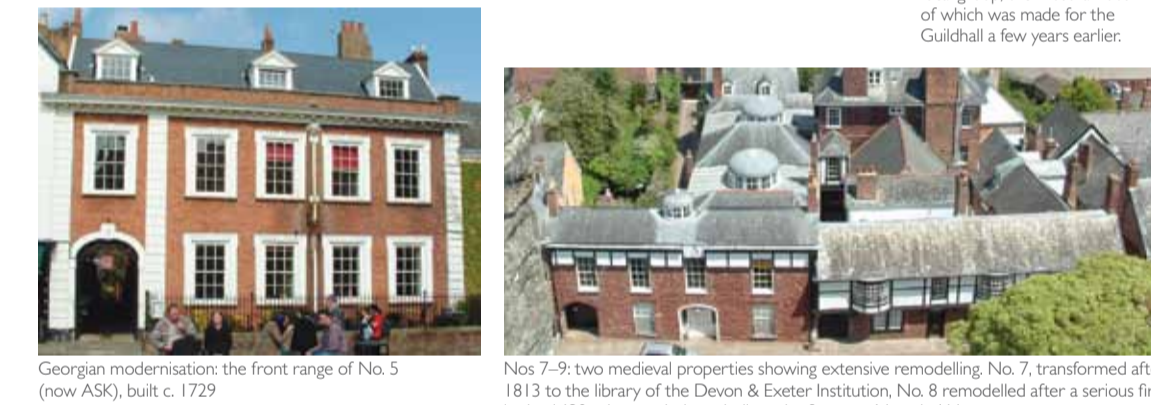 of which was made for the
Guildhall a few years earlier.
Georgian modernisation: the front range of No. 5
(now ASK), built c. 1729
Nos 7–9: two medieval properties showing extensive remodelling. No. 7, transformed
1813 to the library of the Devon & Exeter Institution, No. 8 remodelled after a serious